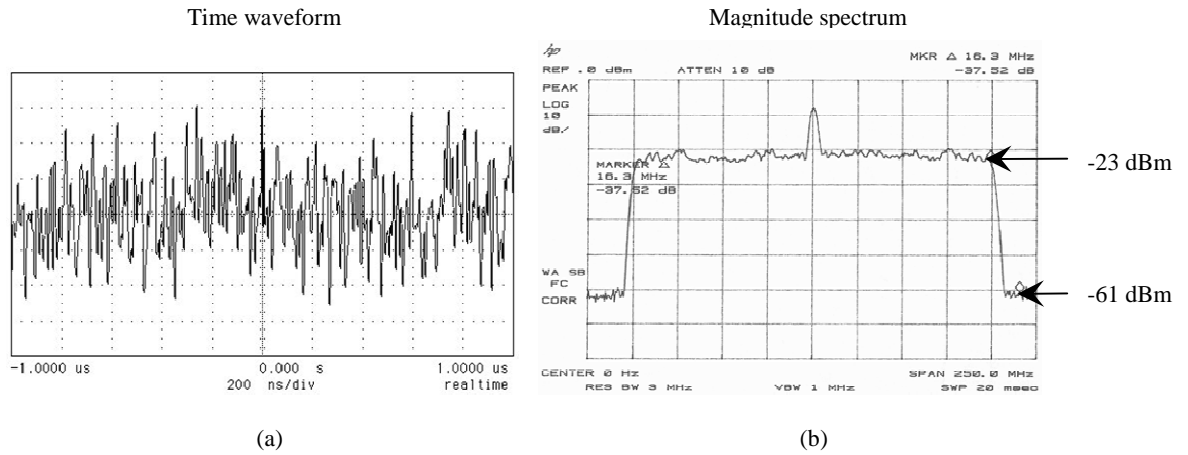 Time waveform
Magnitude spectrum
hp
REF .0 dBm ATTEN 10 dB
MKR Δ 16.3 MHz
-37.52 dB
PEAK
LOG
10
dB/
MARKER Δ
16.3 MHz
-37.52 dB
-23 dBm
WA SB
FC
CORR
-61 dBm
-1.0000 us 0.000 s 1.0000 us
200 ns/div realtime
CENTER 0 Hz SPAN 250.0 MHz
RES BW 3 MHz VBW 1 MHz SWP 20 msec
(a)
(b)